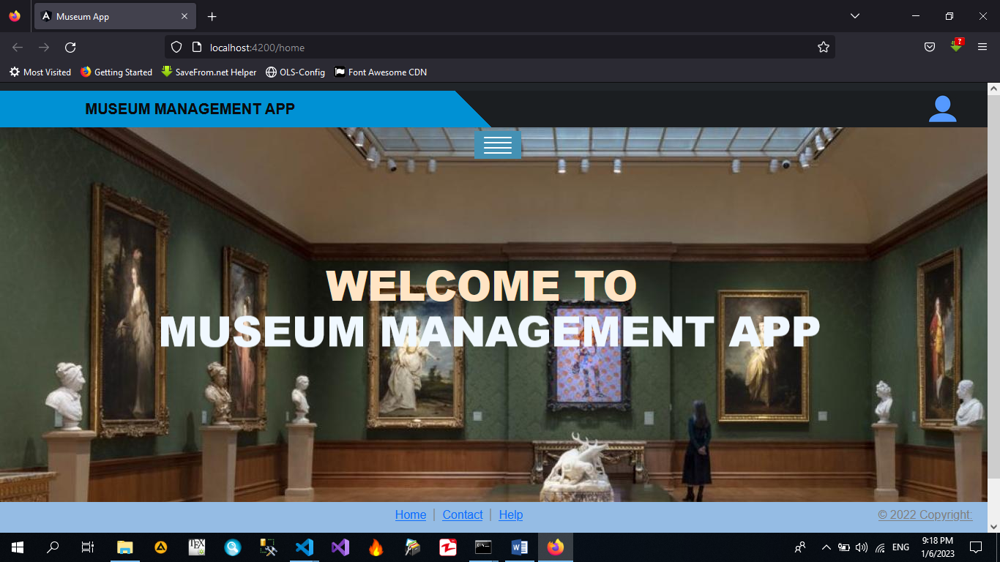 Museum App
localhost:4200/home
Most Visited Getting Started SaveFrom.net Helper OLS-Config Font Awesome CDN
MUSEUM MANAGEMENT APP
WELCOME TO
MUSEUM MANAGEMENT APP
Home | Contact | Help © 2022 Copyright:
TEX
ENG
9:18 PM
1/6/2023